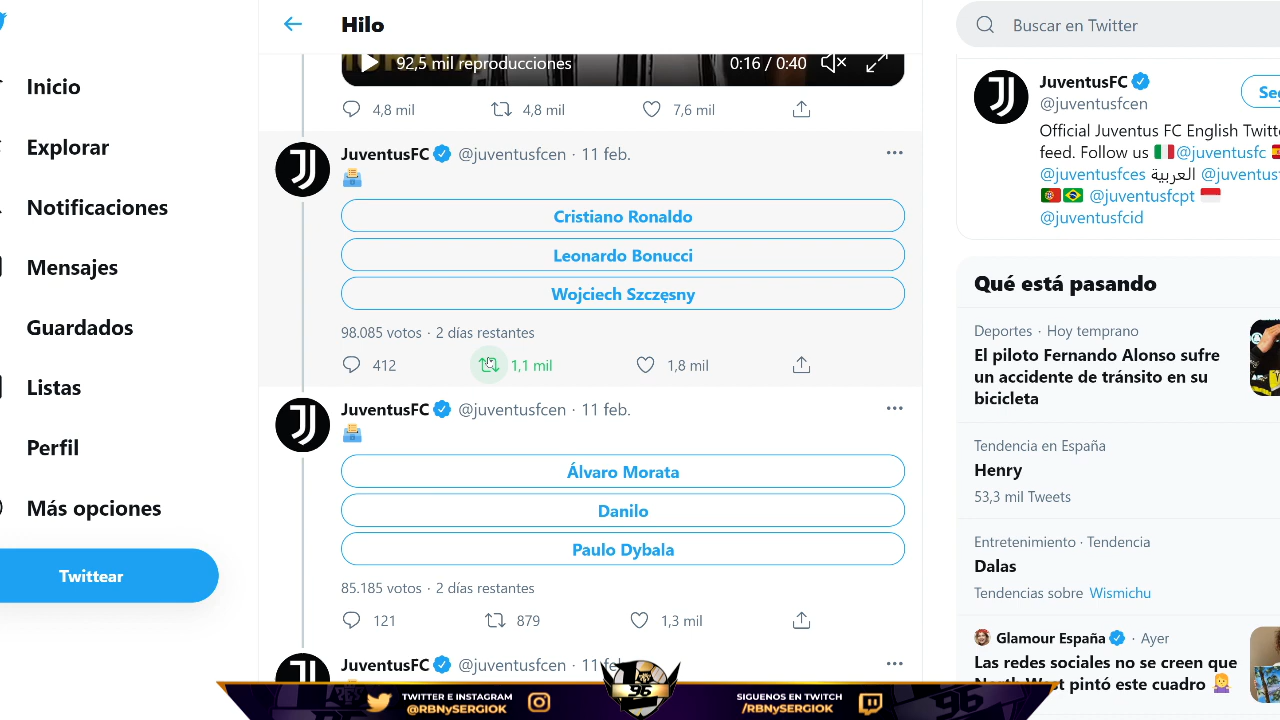 Inicio
Explorar
Notificaciones
Mensajes
Guardados
Listas
Perfil
Más opciones
Twittear
Hilo
92,5 mil reproducciones
0:16 / 0:40
4,8 mil
4,8 mil
7,6 mil
JuventusFC @juventusfcen · 11 feb.
Cristiano Ronaldo
Leonardo Bonucci
Wojciech Szczęsny
98.085 votos · 2 días restantes
412
1,1 mil
1,8 mil
JuventusFC @juventusfcen · 11 feb.
Álvaro Morata
Danilo
Paulo Dybala
85.185 votos · 2 días restantes
121
879
1,3 mil
JuventusFC @juventusfcen · 11 feb.
Buscar en Twitter
JuventusFC
@juventusfcen
Official Juventus FC English
feed. Follow us @juventusfc
@juventusfces العربية
@juventusfcpt
@juventusfcid
Qué está pasando
Deportes · Hoy temprano
El piloto Fernando Alonso sufre
un accidente de tránsito en su
bicicleta
Tendencia en España
Henry
53,3 mil Tweets
Entretenimiento · Tendencia
Dalas
Tendencias sobre Wismichu
Glamour España · Ayer
Las redes sociales no se creen que
North West pintó este cuadro
TWITTER E INSTAGRAM
@RBNySERGIOK
96
SIGUENOS EN TWITCH
/RBNySERGIOK